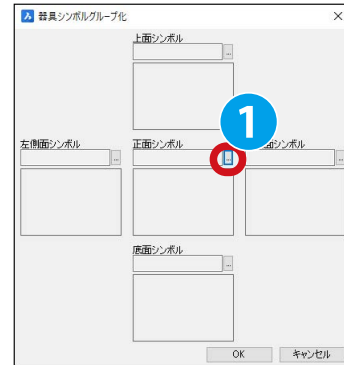 器具シンボルグループ化
上面シンボル
...
1
左側面シンボル
正面シンボル
面シンボル
...
...
...
底面シンボル
...
OK
キャンセル